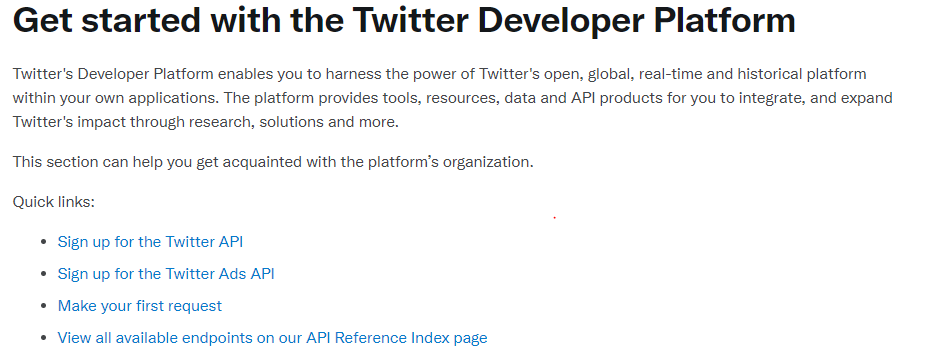 Get started with the Twitter Developer Platform
Twitter's Developer Platform enables you to harness the power of Twitter's open, global, real-time and historical platform
within your own applications. The platform provides tools, resources, data and API products for you to integrate, and expand
Twitter's impact through research, solutions and more.
This section can help you get acquainted with the platform’s organization.
Quick links:
• Sign up for the Twitter API
• Sign up for the Twitter Ads API
• Make your first request
• View all available endpoints on our API Reference Index page